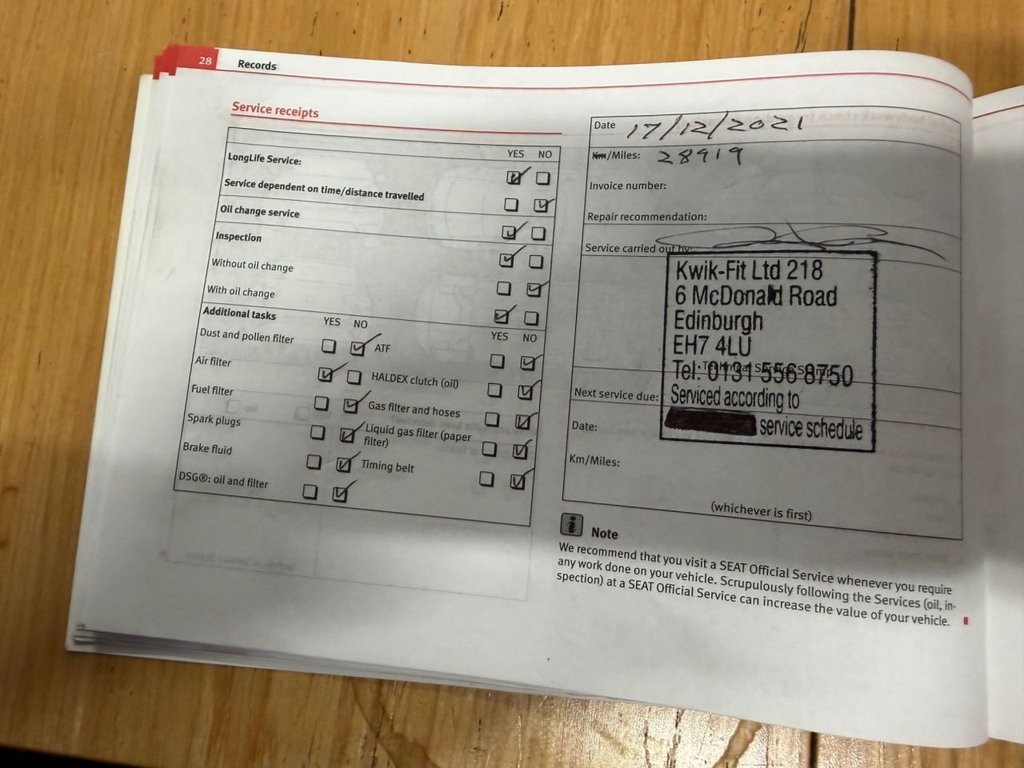 28 Records
Service receipts
YES NO
LongLife Service:
Service dependent on time/distance travelled
Oil change service
Inspection
Without oil change
With oil change
Additional tasks
YES NO
YES NO
Dust and pollen filter
ATF
Air filter
HALDEX clutch (oil)
Fuel filter
Gas filter and hoses
Spark plugs
Liquid gas filter (paper
filter)
Brake fluid
Timing belt
DSG®: oil and filter
Date 17/12/2021
Km/Miles: 28919
Invoice number:
Repair recommendation:
Service carried out by:
Kwik-Fit Ltd 218
6 McDonald Road
Edinburgh
EH7 4LU
Tel: 0131 556 8750
Serviced according to
service schedule
Next service due:
Date:
Km/Miles:
(whichever is first)
i Note
We recommend that you visit a SEAT Official Service whenever you require
any work done on your vehicle. Scrupulously following the Services (oil, in-
spection) at a SEAT Official Service can increase the value of your vehicle.